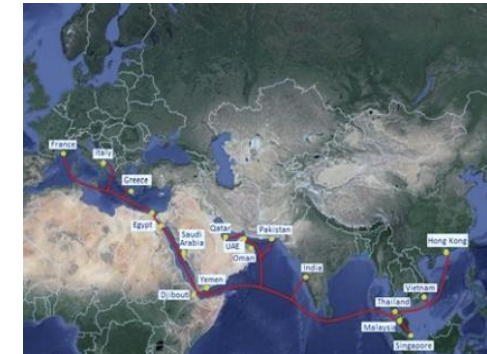 France
Italy
Greece
Egypt
Saudi
Arabia
Qatar
UAE
Oman
Pakistan
Yemen
Djibouti
India
Hong Kong
Vietnam
Thailand
Malaysia
Singapore